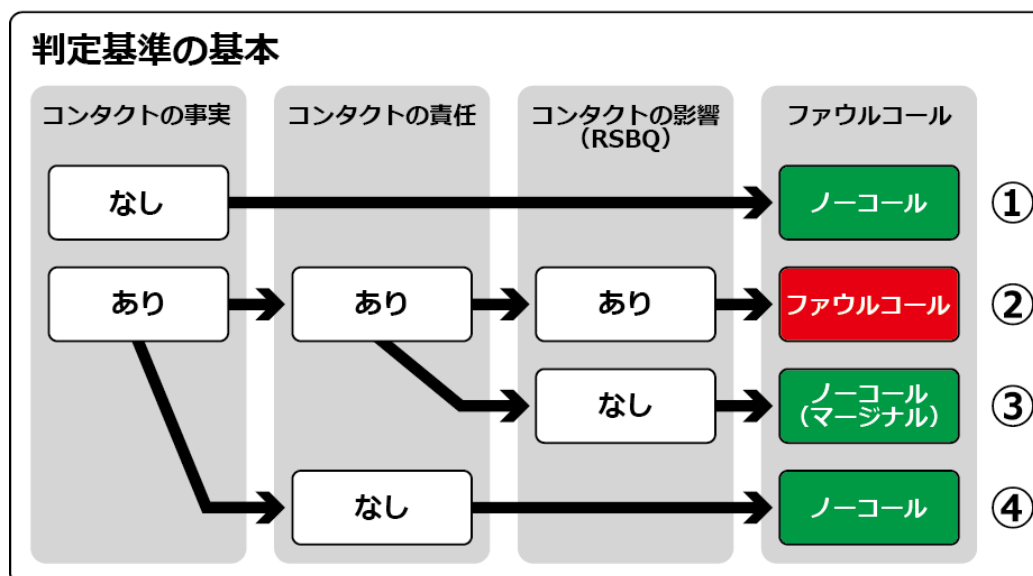 判定基準の基本
コンタクトの事実
コンタクトの責任
コンタクトの影響
（RSBQ）
ファウルコール
なし
ノーコール
①
あり
あり
あり
ファウルコール
②
なし
ノーコール
（マージナル）
③
なし
ノーコール
④